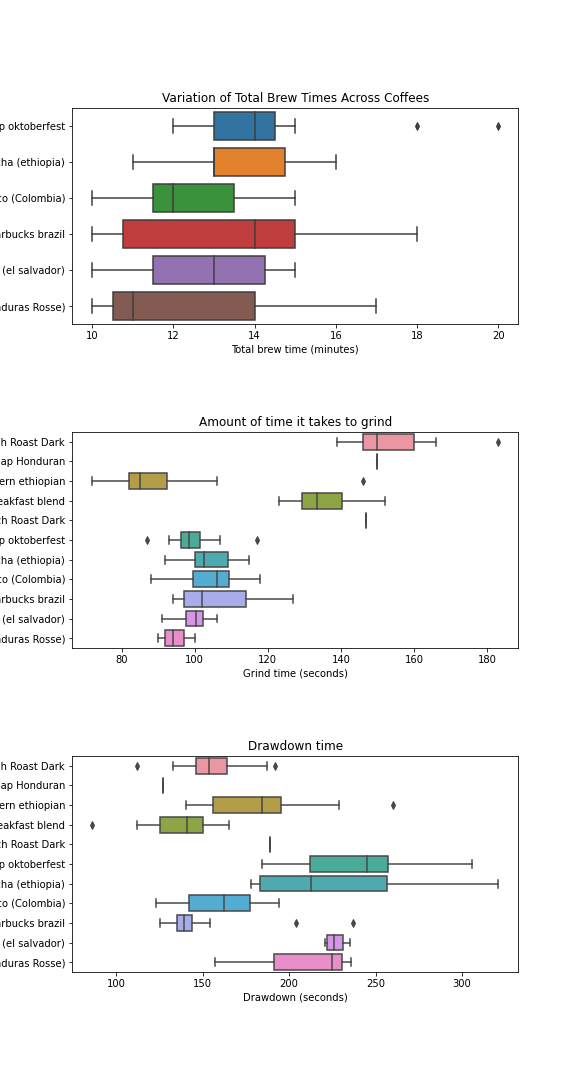 Variation of Total Brew Times Across Coffees
p oktoberfest
ha (ethiopia)
o (Colombia)
rbucks brazil
(el salvador)
duras Rosse)
10 12 14 16 18 20
Total brew time (minutes)
Amount of time it takes to grind
h Roast Dark
ap Honduran
ern ethiopian
eakfast blend
h Roast Dark
p oktoberfest
ha (ethiopia)
o (Colombia)
rbucks brazil
(el salvador)
duras Rosse)
80 100 120 140 160 180
Grind time (seconds)
Drawdown time
h Roast Dark
ap Honduran
ern ethiopian
eakfast blend
h Roast Dark
p oktoberfest
ha (ethiopia)
o (Colombia)
rbucks brazil
(el salvador)
duras Rosse)
100 150 200 250 300
Drawdown (seconds)